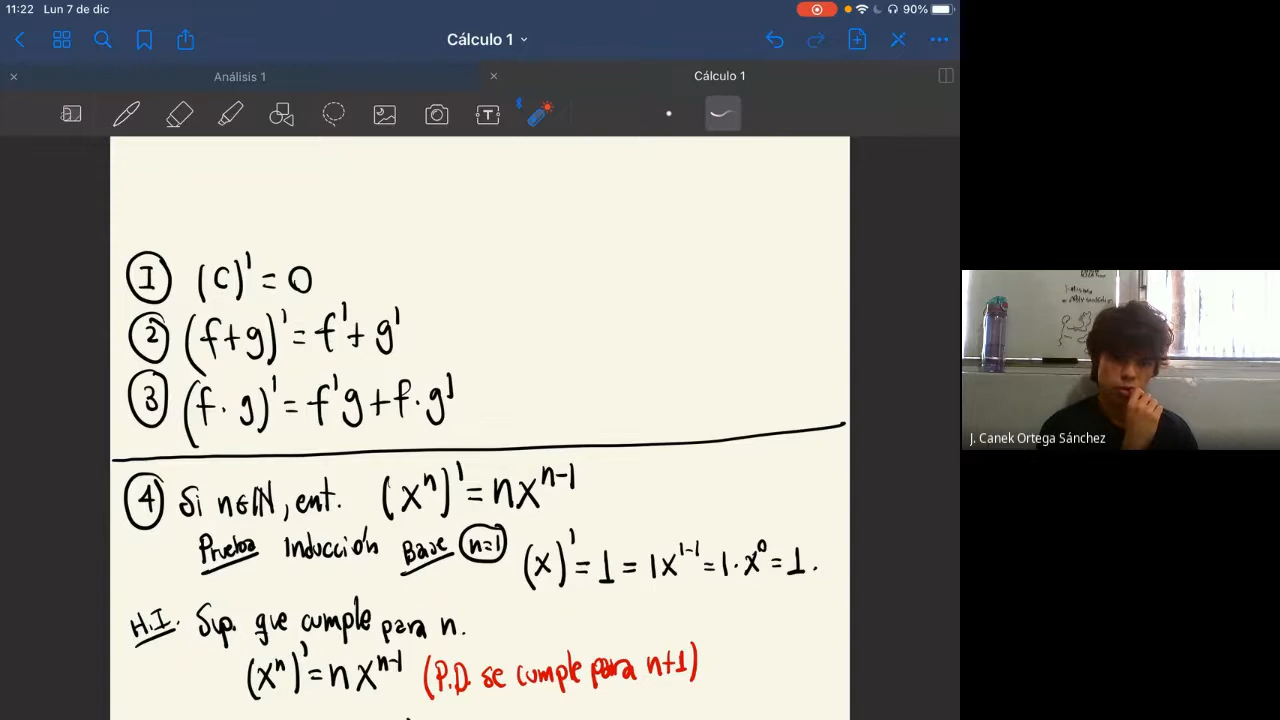 11:22 Lun 7 de dic
90%
Cálculo 1
Análisis 1
Cálculo 1
① (C)' = 0
② (f+g)' = f' + g'
③ (f · g)' = f'g + f · g'
④ Si n∈ℕ, ent. (xⁿ)' = nxⁿ⁻¹
Prueba Inducción Base n=1 (x)' = 1 = 1x¹⁻¹ = 1 · x⁰ = 1.
H.I. Sup. que cumple para n.
(xⁿ)' = nxⁿ⁻¹ (P.D. se cumple para n+1)
J. Canek Ortega Sánchez